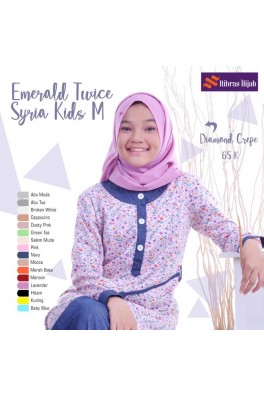 Emerald Twice
Syria Kids M
Nibras Hijab
Diamond Crepe
65 K
Abu Muda
Abu Tua
Broken White
Cappucino
Dusty Pink
Green Tea
Salem Muda
Pink
Navy
Mocca
Merah Bata
Maroon
Lavender
Hitam
Kuning
Baby Blue